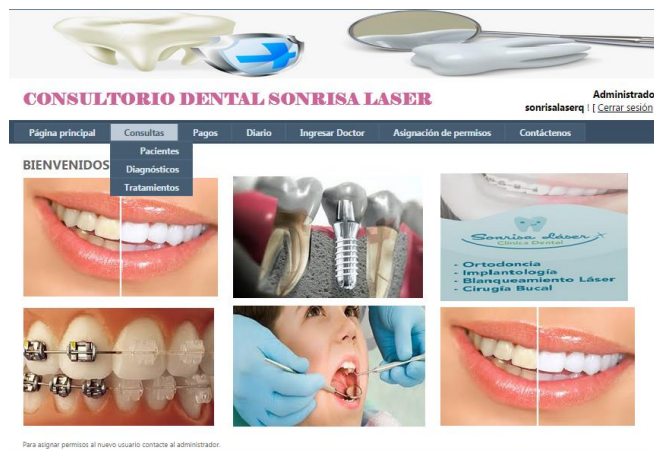 CONSULTORIO DENTAL SONRISA LASER
Administrado
sonrisalaserq ! [ Cerrar sesión
Página principal Consultas Pagos Diario Ingresar Doctor Asignación de permisos Contáctenos
Pacientes
Diagnósticos
Tratamientos
BIENVENIDOS
Sonrisa Láser
Clínica Dental
- Ortodoncia
- Implantología
- Blanqueamiento Láser
- Cirugía Bucal
Para asignar permisos al nuevo usuario contacte al administrador.